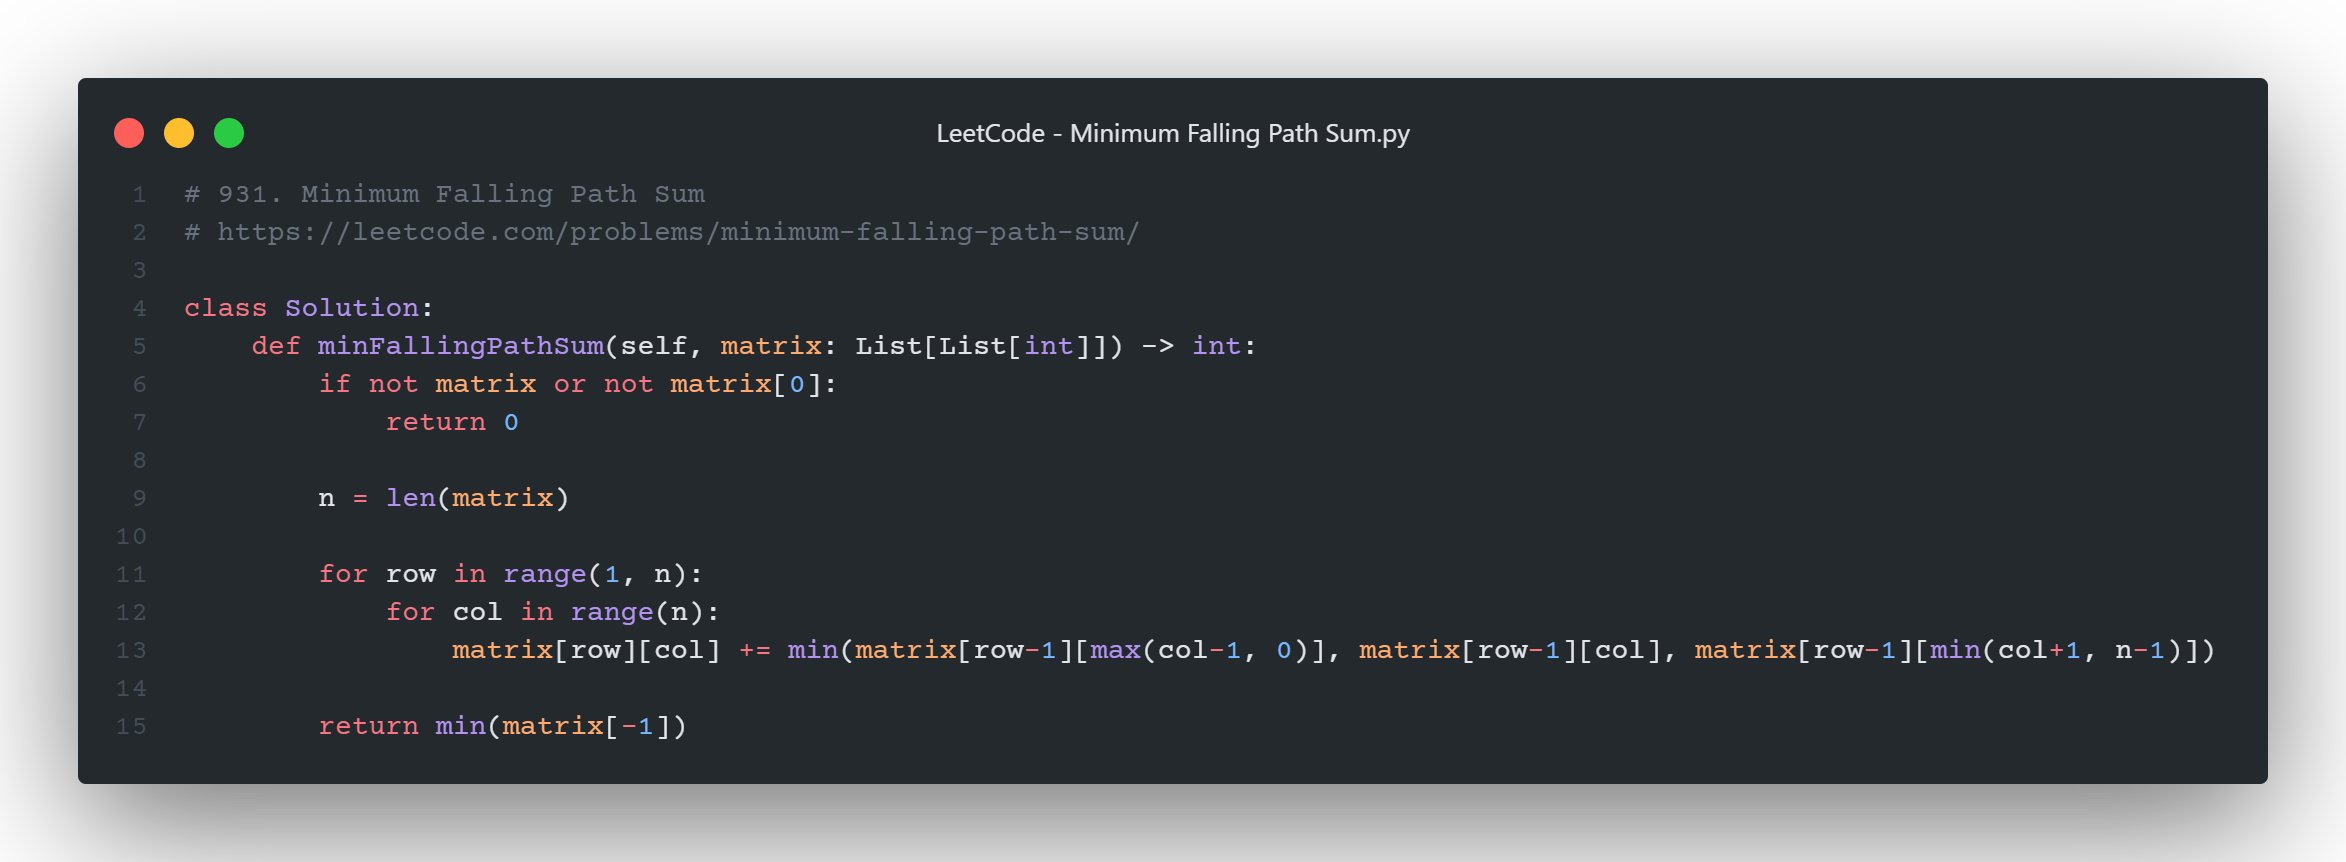 LeetCode - Minimum Falling Path Sum.py
1 # 931. Minimum Falling Path Sum
2 # https://leetcode.com/problems/minimum-falling-path-sum/
3
4 class Solution:
5     def minFallingPathSum(self, matrix: List[List[int]]) -> int:
6         if not matrix or not matrix[0]:
7             return 0
8
9         n = len(matrix)
10
11         for row in range(1, n):
12             for col in range(n):
13                 matrix[row][col] += min(matrix[row-1][max(col-1, 0)], matrix[row-1][col], matrix[row-1][min(col+1, n-1)])
14
15         return min(matrix[-1])